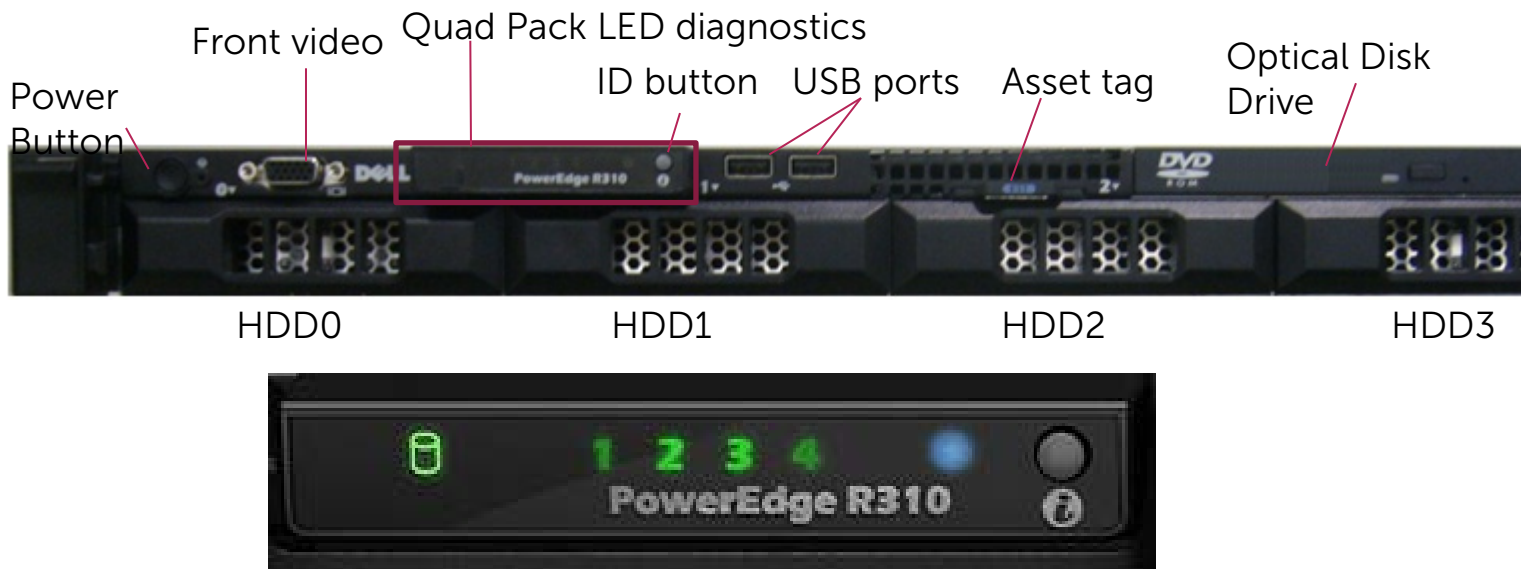 Quad Pack LED diagnostics
Front video
ID button
USB ports
Asset tag
Optical Disk
Drive
Power
Button
DELL
PowerEdge R310
DVD
ROM
0
1
2
HDD0
HDD1
HDD2
HDD3
1 2 3 4
PowerEdge R310
i